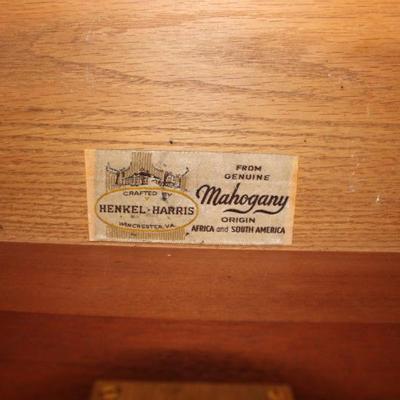 CRAFTED BY
HENKEL-HARRIS
WINCHESTER, VA.
FROM
GENUINE
Mahogany
ORIGIN
AFRICA and SOUTH AMERICA